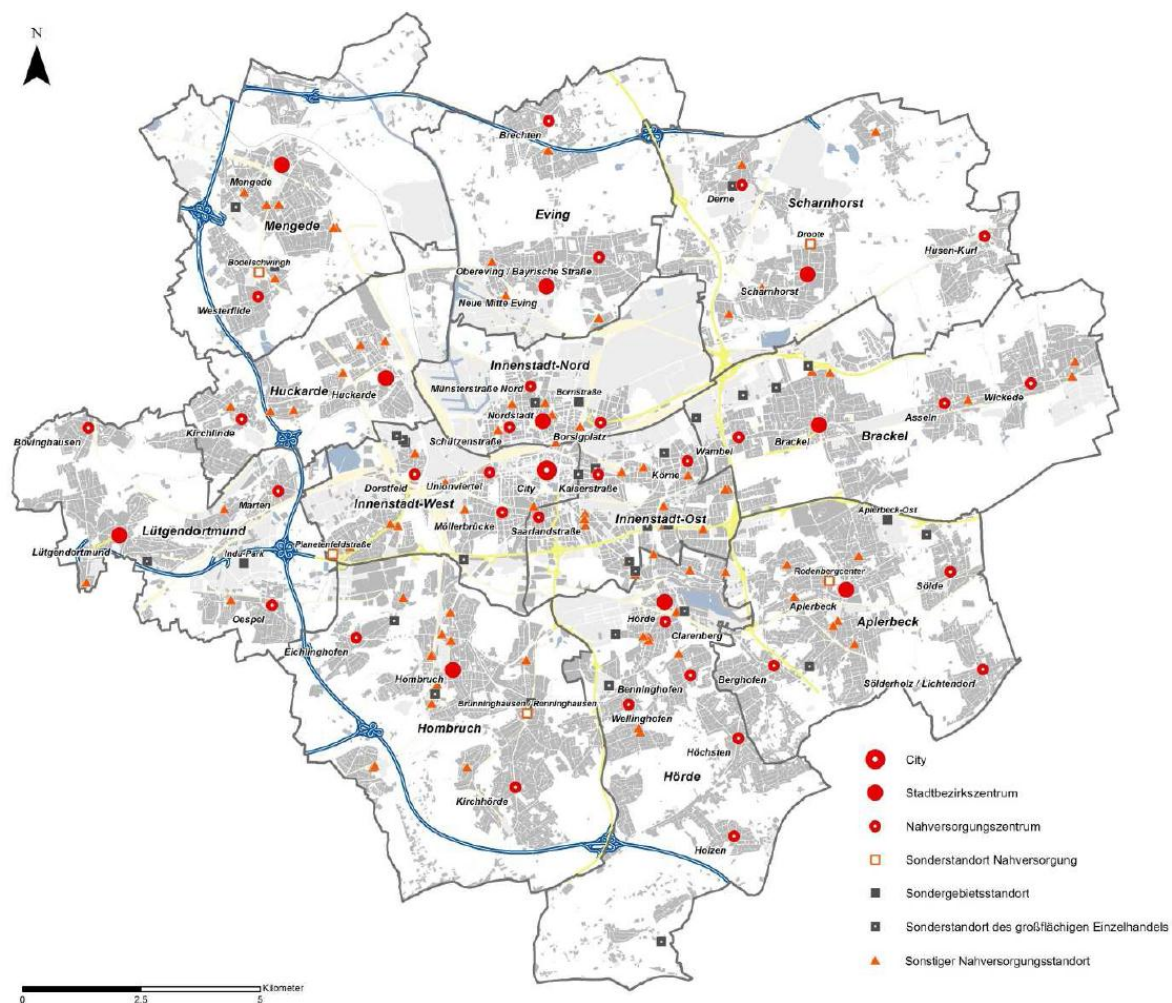 N
Brechten
Mengede
Mengede
Eving
Derne
Scharnhorst
Droote
Husen-Kurl
Bodelschwingh
Westerfilde
Obereving / Bayrische Straße
Neue Mitte Eving
Scharnhorst
Innenstadt-Nord
Huckarde
Huckarde
Münsterstraße Nord
Bornstraße
Nordstadt
Schützenstraße
Borsigplatz
Kirchlinde
Bövinghausen
Asseln
Wickede
Brackel
Brackel
Wambel
Körne
Dorstfeld
Unionviertel
City
Kaiserstraße
Innenstadt-West
Marten
Möllerbrücke
Saarlandstraße
Innenstadt-Ost
Aplerbeck-Ost
Lütgendortmund
Lütgendortmund
Indu-Park
Planetenfeldstraße
Rodenbergcenter
Sölde
Aplerbeck
Aplerbeck
Oespel
Hörde
Clarenberg
Eichlinghofen
Hombruch
Benninghofen
Berghofen
Sölderholz / Lichtendorf
Brünninghausen / Renninghausen
Wellinghofen
Hombruch
Höchsten
Hörde
Kirchhörde
Holzen
City
Stadtbezirkszentrum
Nahversorgungszentrum
Sonderstandort Nahversorgung
Sondergebietsstandort
Sonderstandort des großflächigen Einzelhandels
Sonstiger Nahversorgungsstandort
Kilometer
0 2.5 5